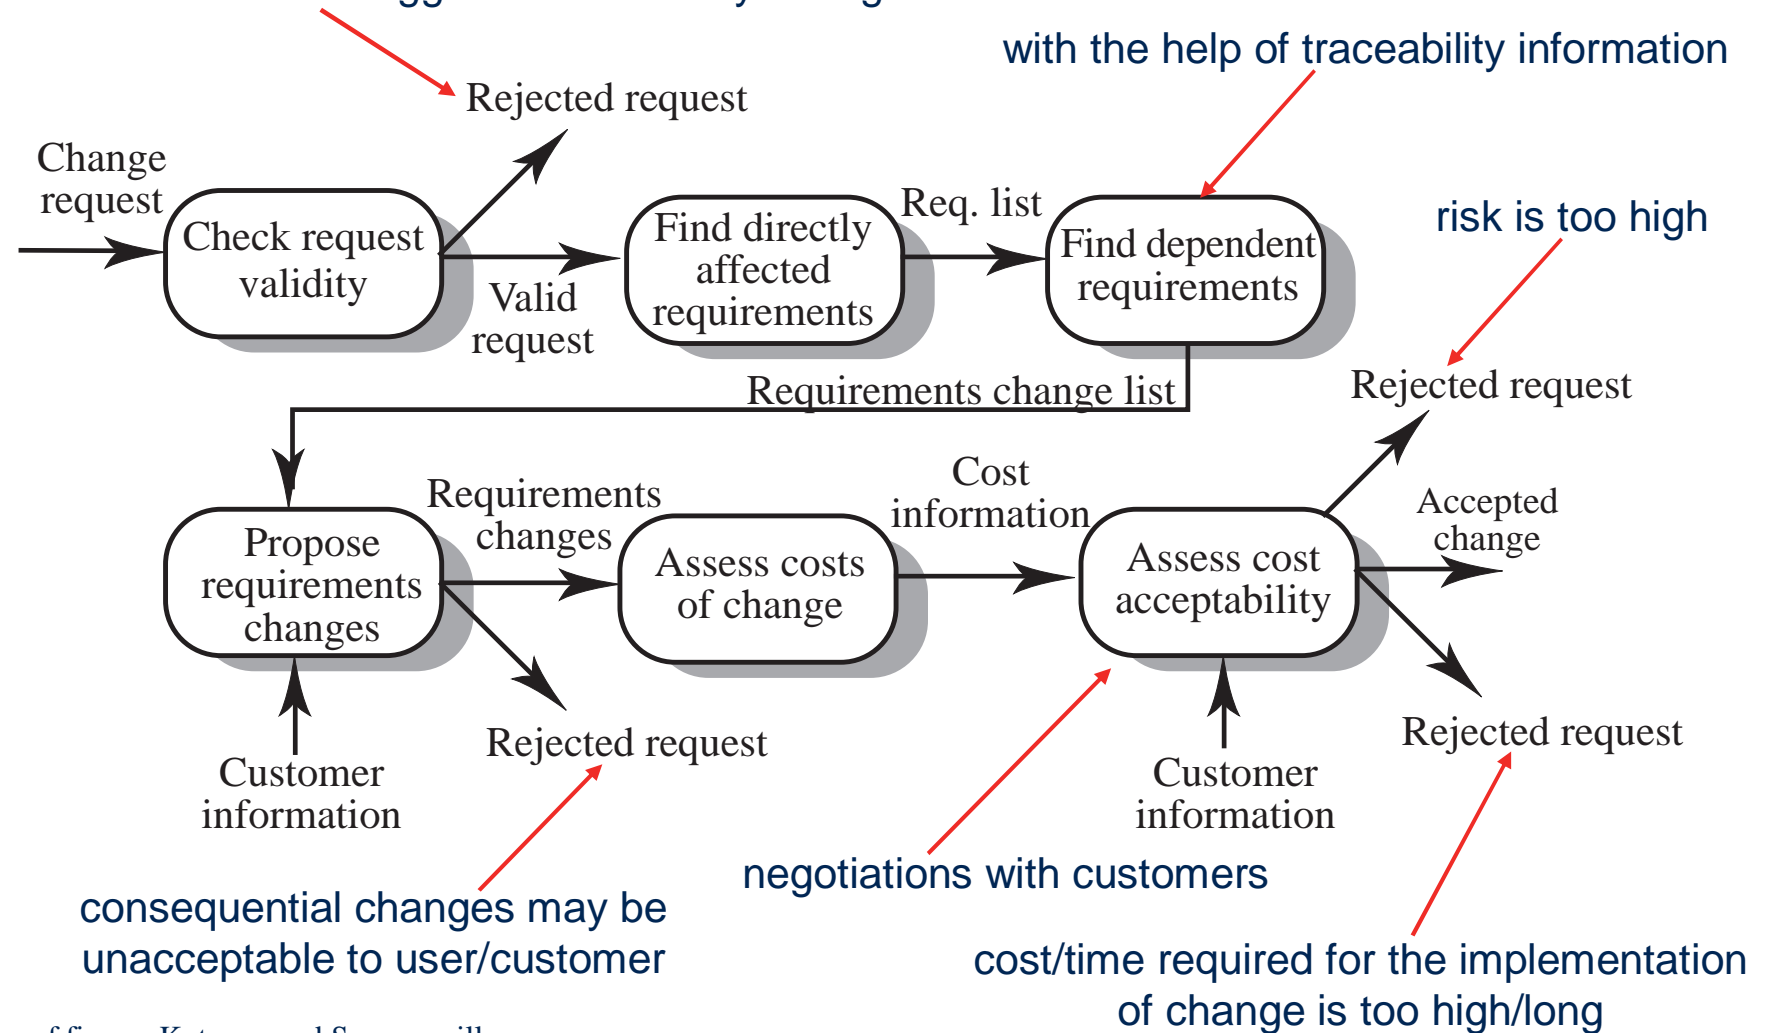 with the help of traceability information
Rejected request
Change
request
Check request
validity
Valid
request
Find directly
affected
requirements
Req. list
Find dependent
requirements
risk is too high
Requirements change list
Rejected request
Propose
requirements
changes
Requirements
changes
Assess costs
of change
Cost
information
Assess cost
acceptability
Accepted
change
Rejected request
Customer
information
Rejected request
Customer
information
negotiations with customers
consequential changes may be
unacceptable to user/customer
cost/time required for the implementation
of change is too high/long